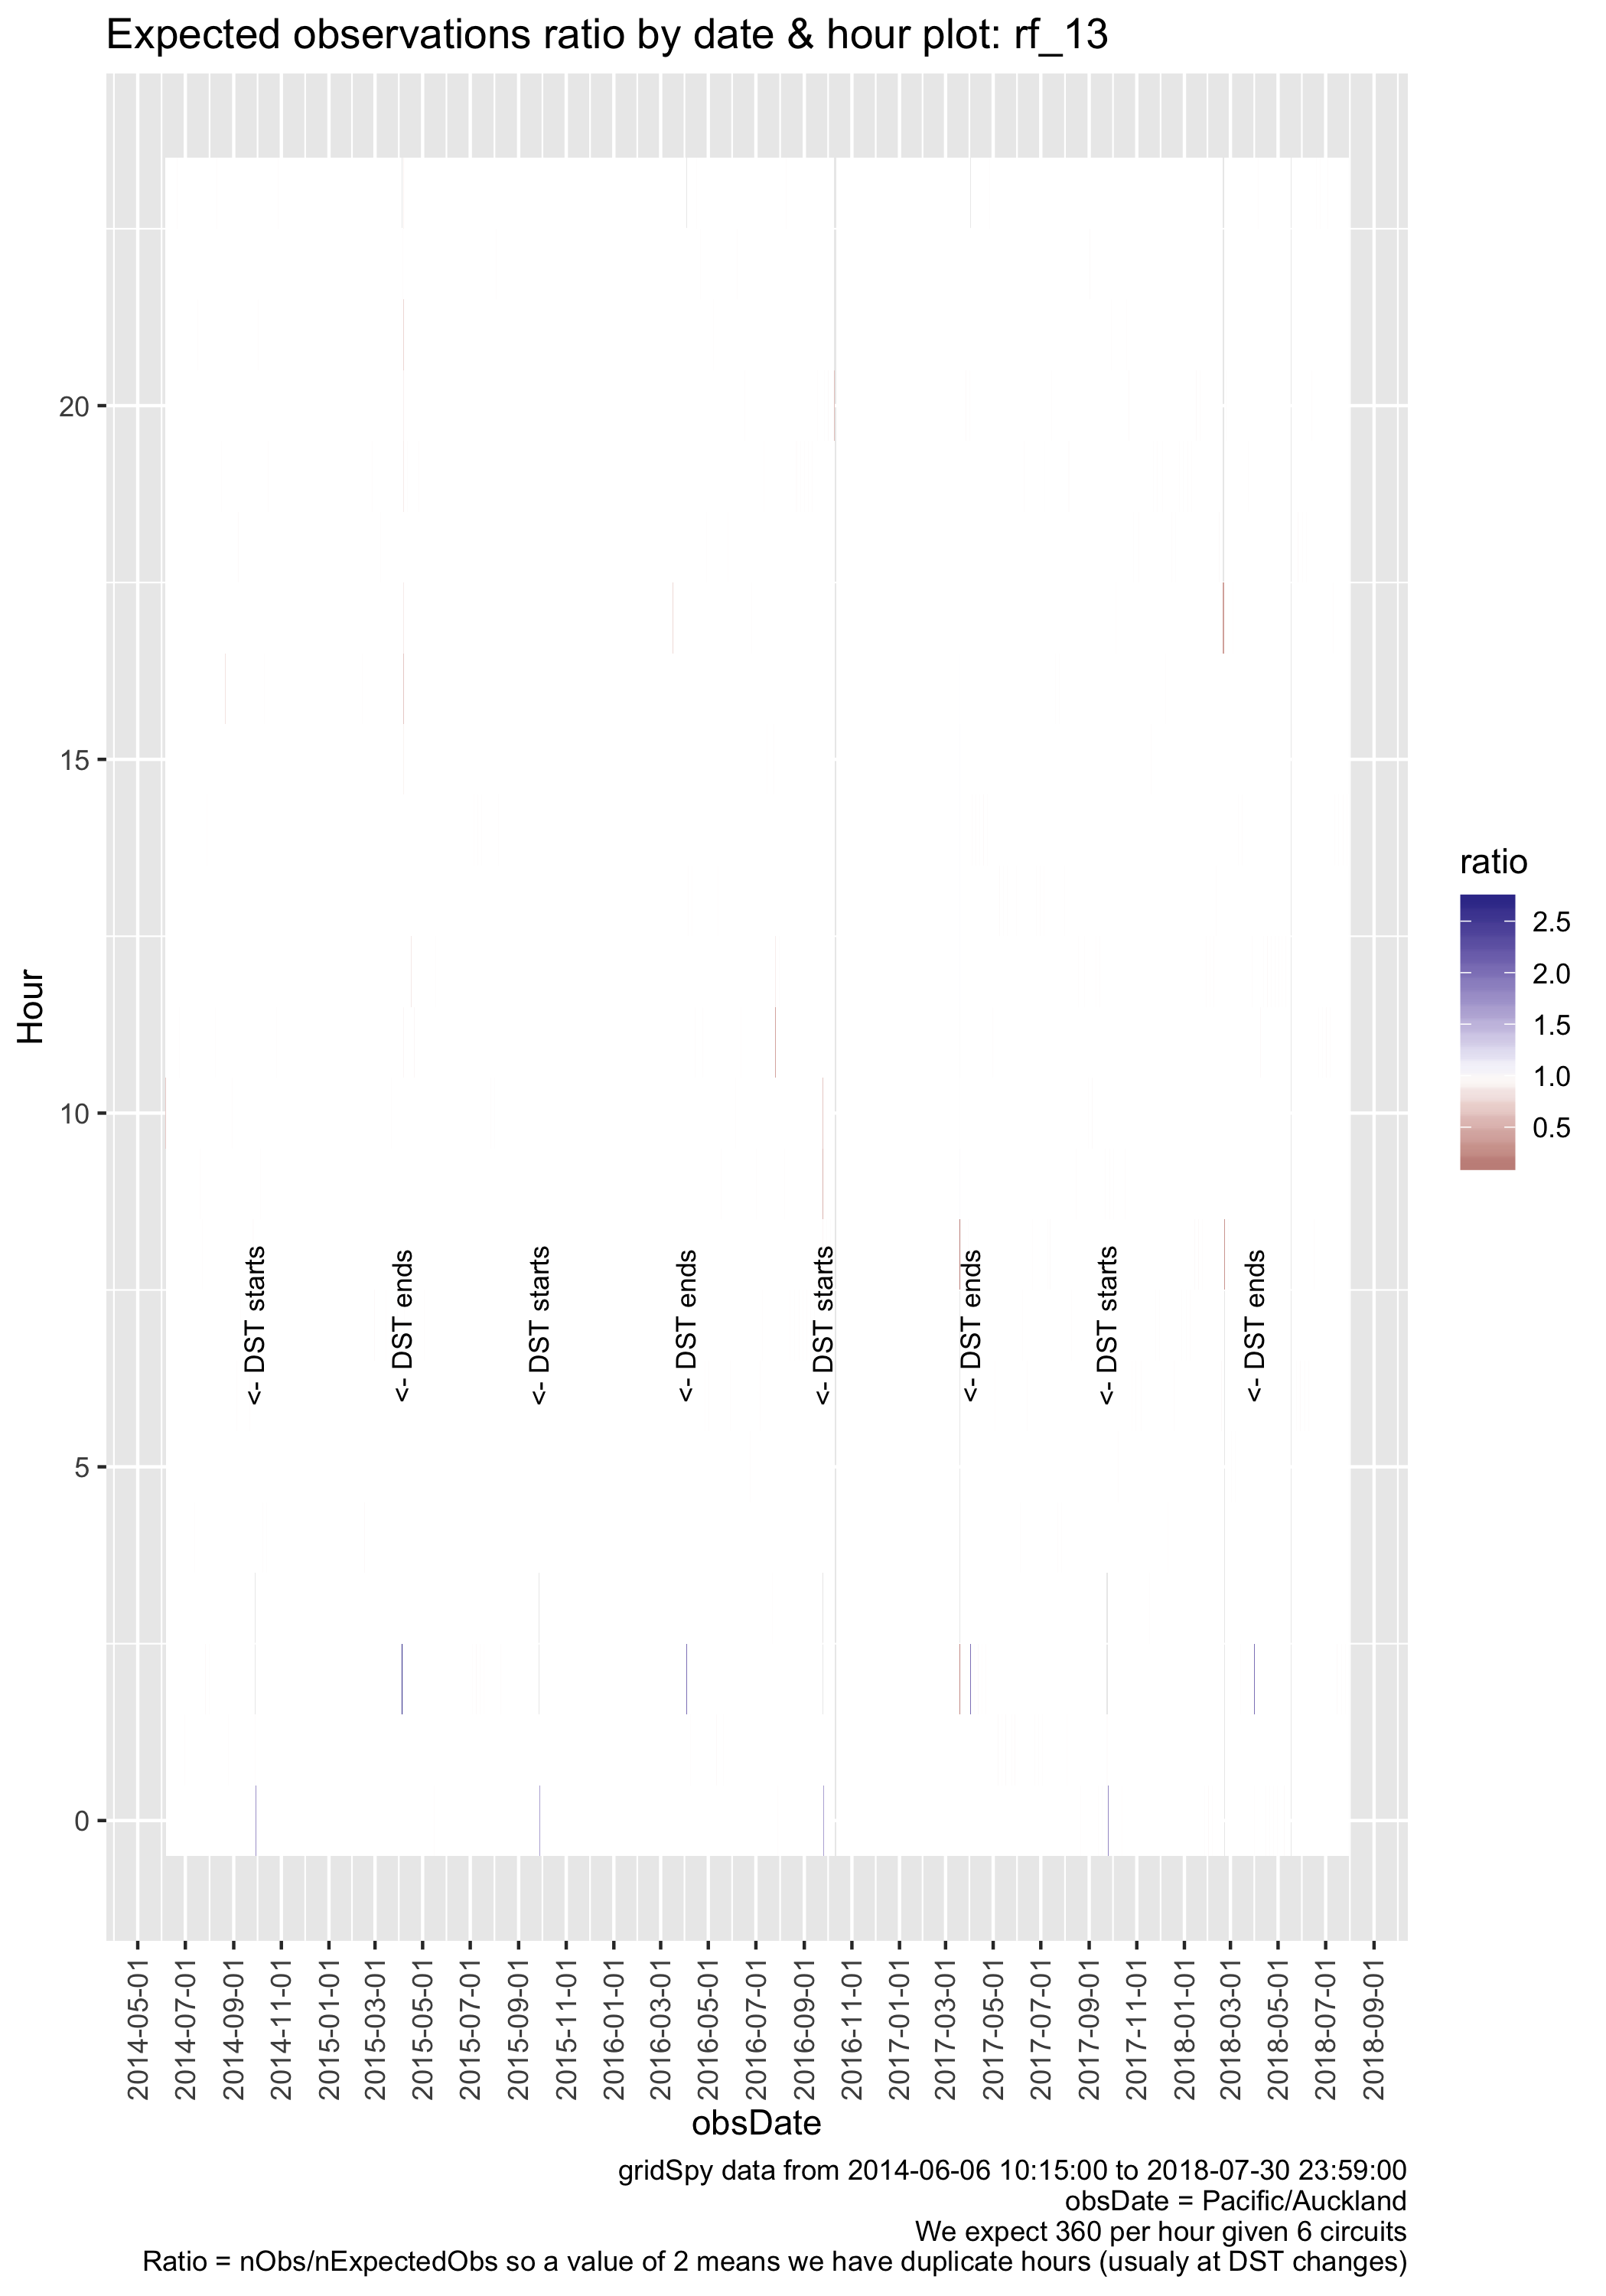 Expected observations ratio by date & hour plot: rf_13
20
15
10
5
0
Hour
<- DST starts
<- DST ends
<- DST starts
<- DST ends
<- DST starts
<- DST ends
<- DST starts
<- DST ends
ratio
2.5
2.0
1.5
1.0
0.5
2014-05-01
2014-07-01
2014-09-01
2014-11-01
2015-01-01
2015-03-01
2015-05-01
2015-07-01
2015-09-01
2015-11-01
2016-01-01
2016-03-01
2016-05-01
2016-07-01
2016-09-01
2016-11-01
2017-01-01
2017-03-01
2017-05-01
2017-07-01
2017-09-01
2017-11-01
2018-01-01
2018-03-01
2018-05-01
2018-07-01
2018-09-01
obsDate
gridSpy data from 2014-06-06 10:15:00 to 2018-07-30 23:59:00
obsDate = Pacific/Auckland
We expect 360 per hour given 6 circuits
Ratio = nObs/nExpectedObs so a value of 2 means we have duplicate hours (usualy at DST changes)